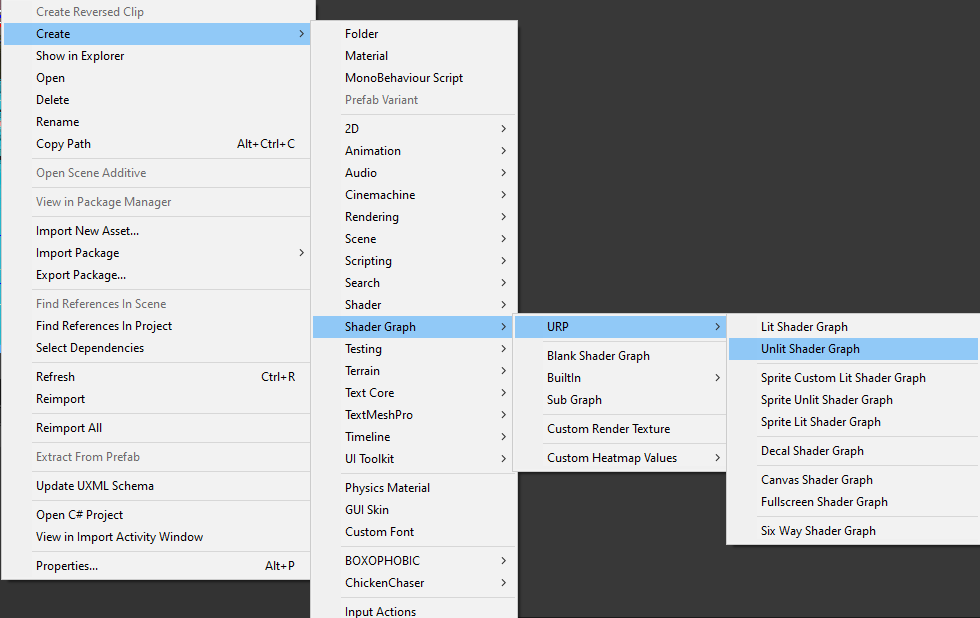 Create Reversed Clip
Create
Show in Explorer
Open
Delete
Rename
Copy Path Alt+Ctrl+C
Open Scene Additive
View in Package Manager
Import New Asset...
Import Package
Export Package...
Find References In Scene
Find References In Project
Select Dependencies
Refresh Ctrl+R
Reimport
Reimport All
Extract From Prefab
Update UXML Schema
Open C# Project
View in Import Activity Window
Properties... Alt+P
Folder
Material
MonoBehaviour Script
Prefab Variant
2D
Animation
Audio
Cinemachine
Rendering
Scene
Scripting
Search
Shader
Shader Graph
Testing
Terrain
Text Core
TextMeshPro
Timeline
UI Toolkit
Physics Material
GUI Skin
Custom Font
BOXOPHOBIC
ChickenChaser
Input Actions
URP
Blank Shader Graph
BuiltIn
Sub Graph
Custom Render Texture
Custom Heatmap Values
Lit Shader Graph
Unlit Shader Graph
Sprite Custom Lit Shader Graph
Sprite Unlit Shader Graph
Sprite Lit Shader Graph
Decal Shader Graph
Canvas Shader Graph
Fullscreen Shader Graph
Six Way Shader Graph